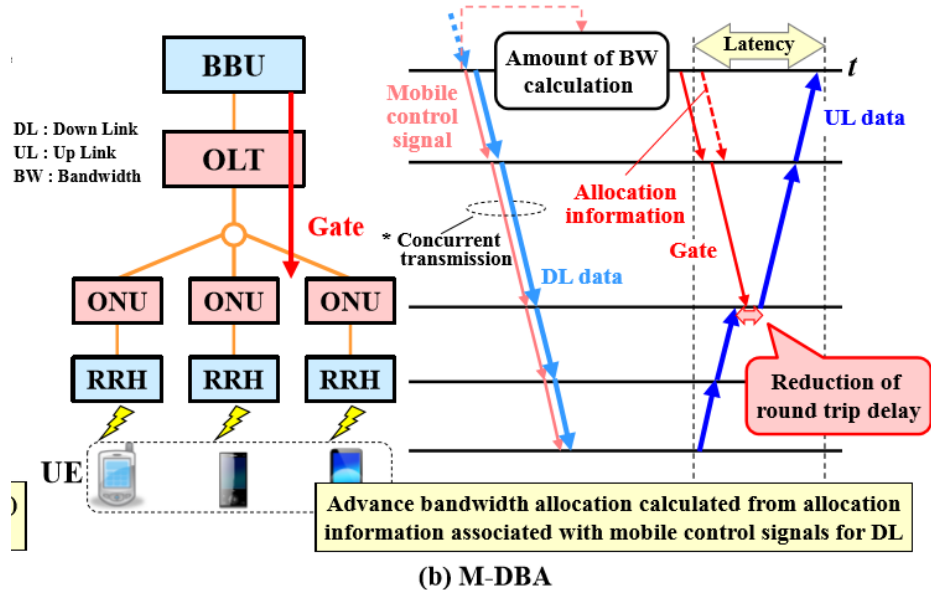 BBU
DL : Down Link
UL : Up Link
BW : Bandwidth
OLT
Gate
ONU
ONU
ONU
RRH
RRH
RRH
UE
Amount of BW
calculation
Latency
t
Mobile
control
signal
UL data
Allocation
information
* Concurrent
transmission
Gate
DL data
Reduction of
round trip delay
)
Advance bandwidth allocation calculated from allocation
information associated with mobile control signals for DL
(b) M-DBA